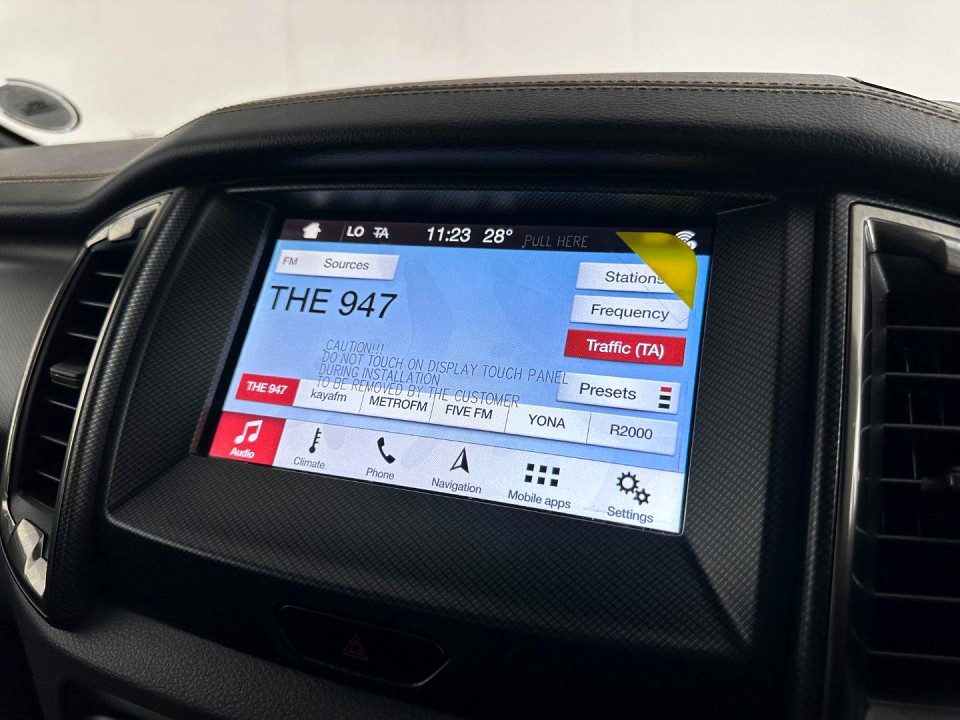 LO TA 11:23 28° PULL HERE
FM Sources
Stations
THE 947
Frequency
Traffic (TA)
CAUTION!!!
DO NOT TOUCH ON DISPLAY TOUCH PANEL
DURING INSTALLATION
TO BE REMOVED BY THE CUSTOMER
Presets
THE 947 kayafm METROFM FIVE FM YONA R2000
Audio Climate Phone Navigation Mobile apps Settings